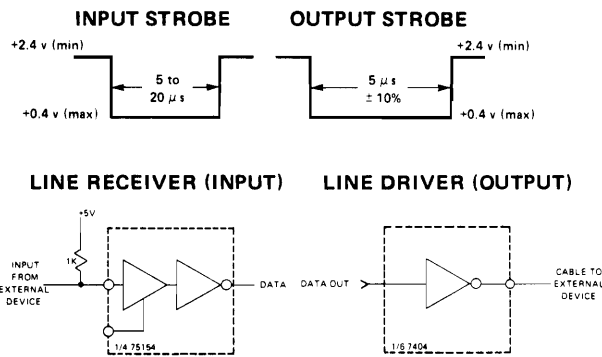 INPUT STROBE
OUTPUT STROBE
+2.4 v (min)
+2.4 v (min)
5 to
20 μs
5 μs
± 10%
+0.4 v (max)
+0.4 v (max)
LINE RECEIVER (INPUT)
LINE DRIVER (OUTPUT)
+5V
1K
INPUT
FROM
EXTERNAL
DEVICE
DATA
DATA OUT
CABLE TO
EXTERNAL
DEVICE
1/4 75154
1/6 7404